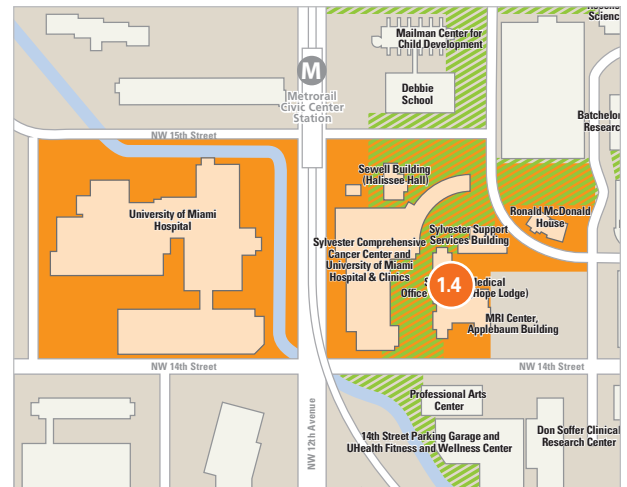 Science
Mailman Center for
Child Development
M
Metrorail
Civic Center
Station
Debbie
School
Batchelor
Research
NW 15th Street
Sewell Building
(Halissee Hall)
University of Miami
Hospital
Ronald McDonald
House
Sylvester Support
Services Building
Sylvester Comprehensive
Cancer Center and
University of Miami
Hospital & Clinics
1.4
Medical
Office
Hope Lodge)
MRI Center,
Applebaum Building
NW 14th Street
NW 14th Street
NW 12th Avenue
Professional Arts
Center
14th Street Parking Garage and
UHealth Fitness and Wellness Center
Don Soffer Clinical
Research Center